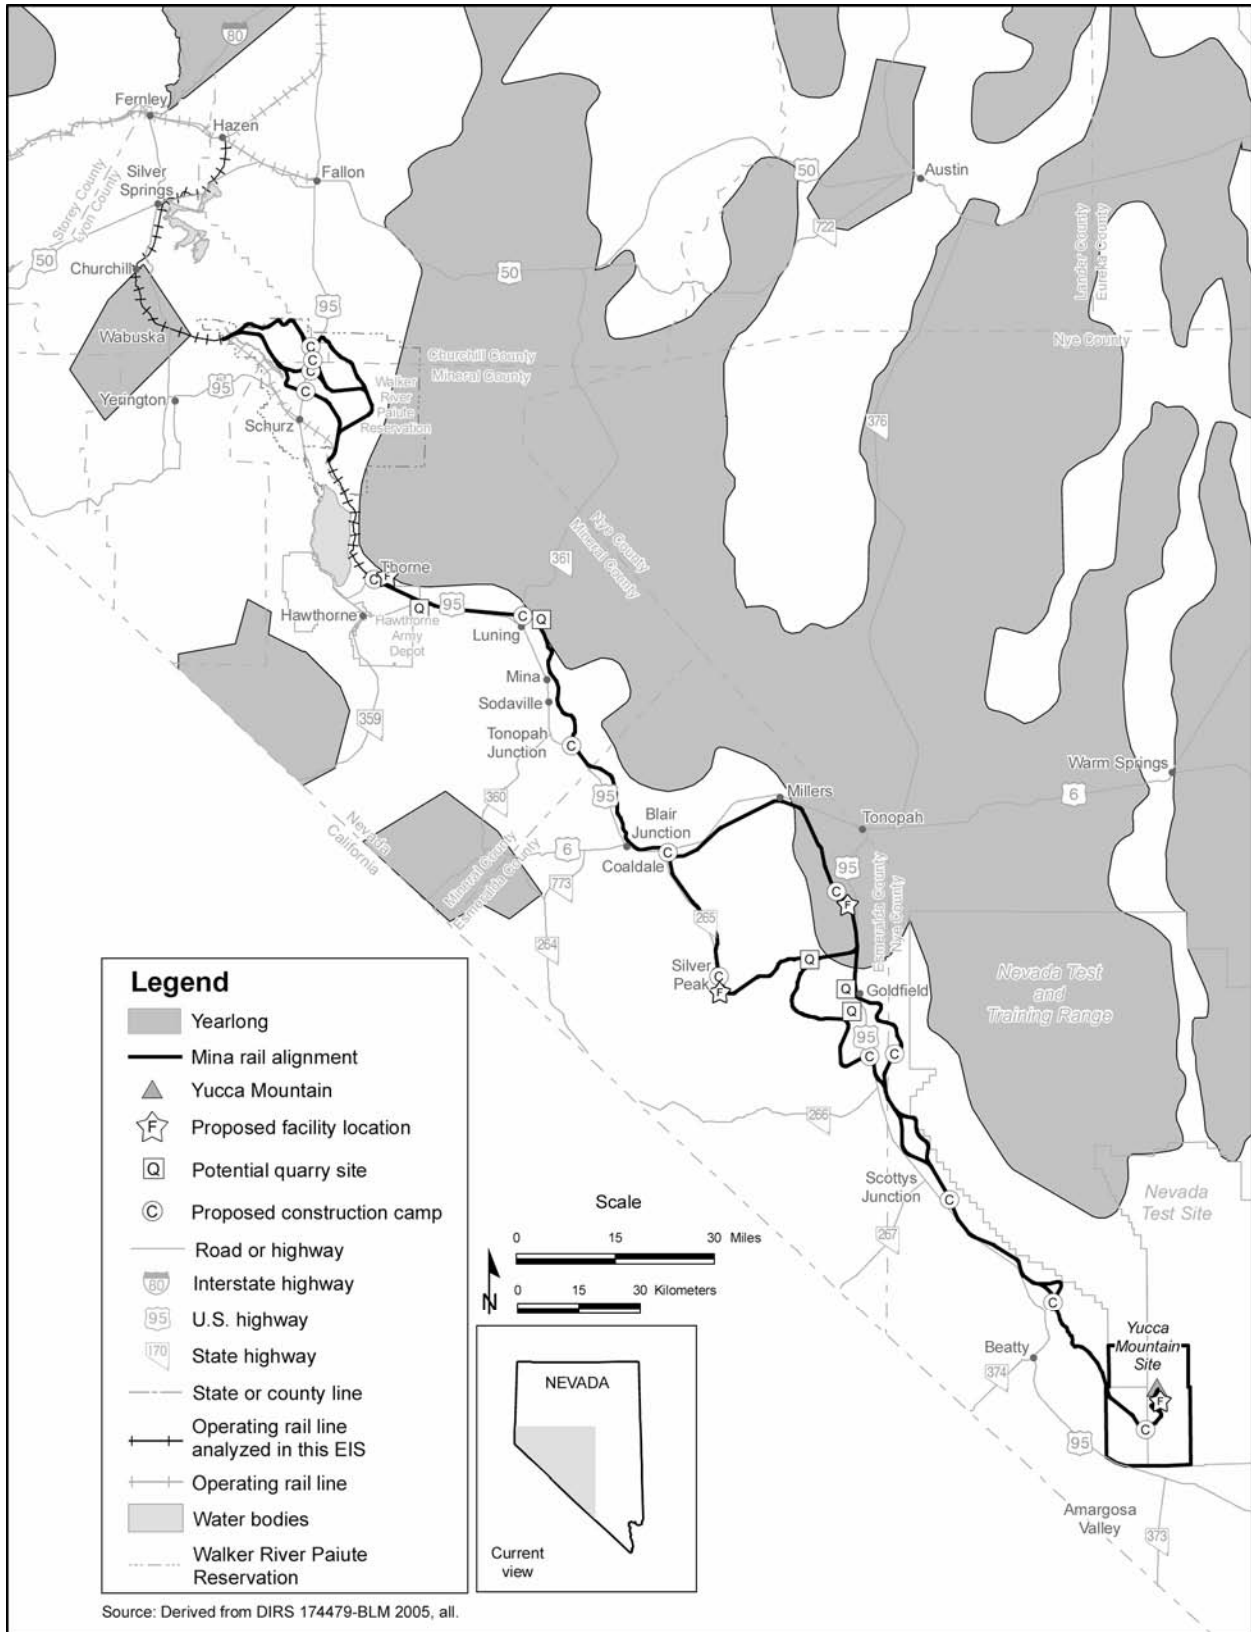 80
Fernley
Hazen
Silver
Springs
Fallon
Storey County
Lyon County
50
Austin
722
50
Churchill
50
95
Lander County
Eureka County
Wabuska
Churchill County
Mineral County
Nye County
95
Yerington
Walker
River
Paiute
Reservation
Schurz
376
Nye County
Mineral County
361
Thorne
C
F
Q
95
C
Q
Hawthorne
Hawthorne
Army
Depot
Luning
Mina
Sodaville
359
Tonopah
Junction
C
Warm Springs
6
360
95
Millers
Nevada
California
Blair
Junction
Tonopah
6
Coaldale
C
Mineral County
Esmeralda County
773
95
C
F
264
265
Esmeralda County
Nye County
Silver
Peak
C
F
Q
Q
Goldfield
Q
95
C
C
Nevada Test
and
Training Range
266
Scottys
Junction
C
267
Nevada
Test Site
C
Beatty
374
Yucca
Mountain
Site
F
C
95
Amargosa
Valley
373
C
C
C
C
Legend
Yearlong
Mina rail alignment
Yucca Mountain
F
Proposed facility location
Q
Potential quarry site
C
Proposed construction camp
Road or highway
80
Interstate highway
95
U.S. highway
170
State highway
State or county line
Operating rail line
analyzed in this EIS
Operating rail line
Water bodies
Walker River Paiute
Reservation
Scale
0 15 30 Miles
0 15 30 Kilometers
N
NEVADA
Current
view
Source: Derived from DIRS 174479-BLM 2005, all.